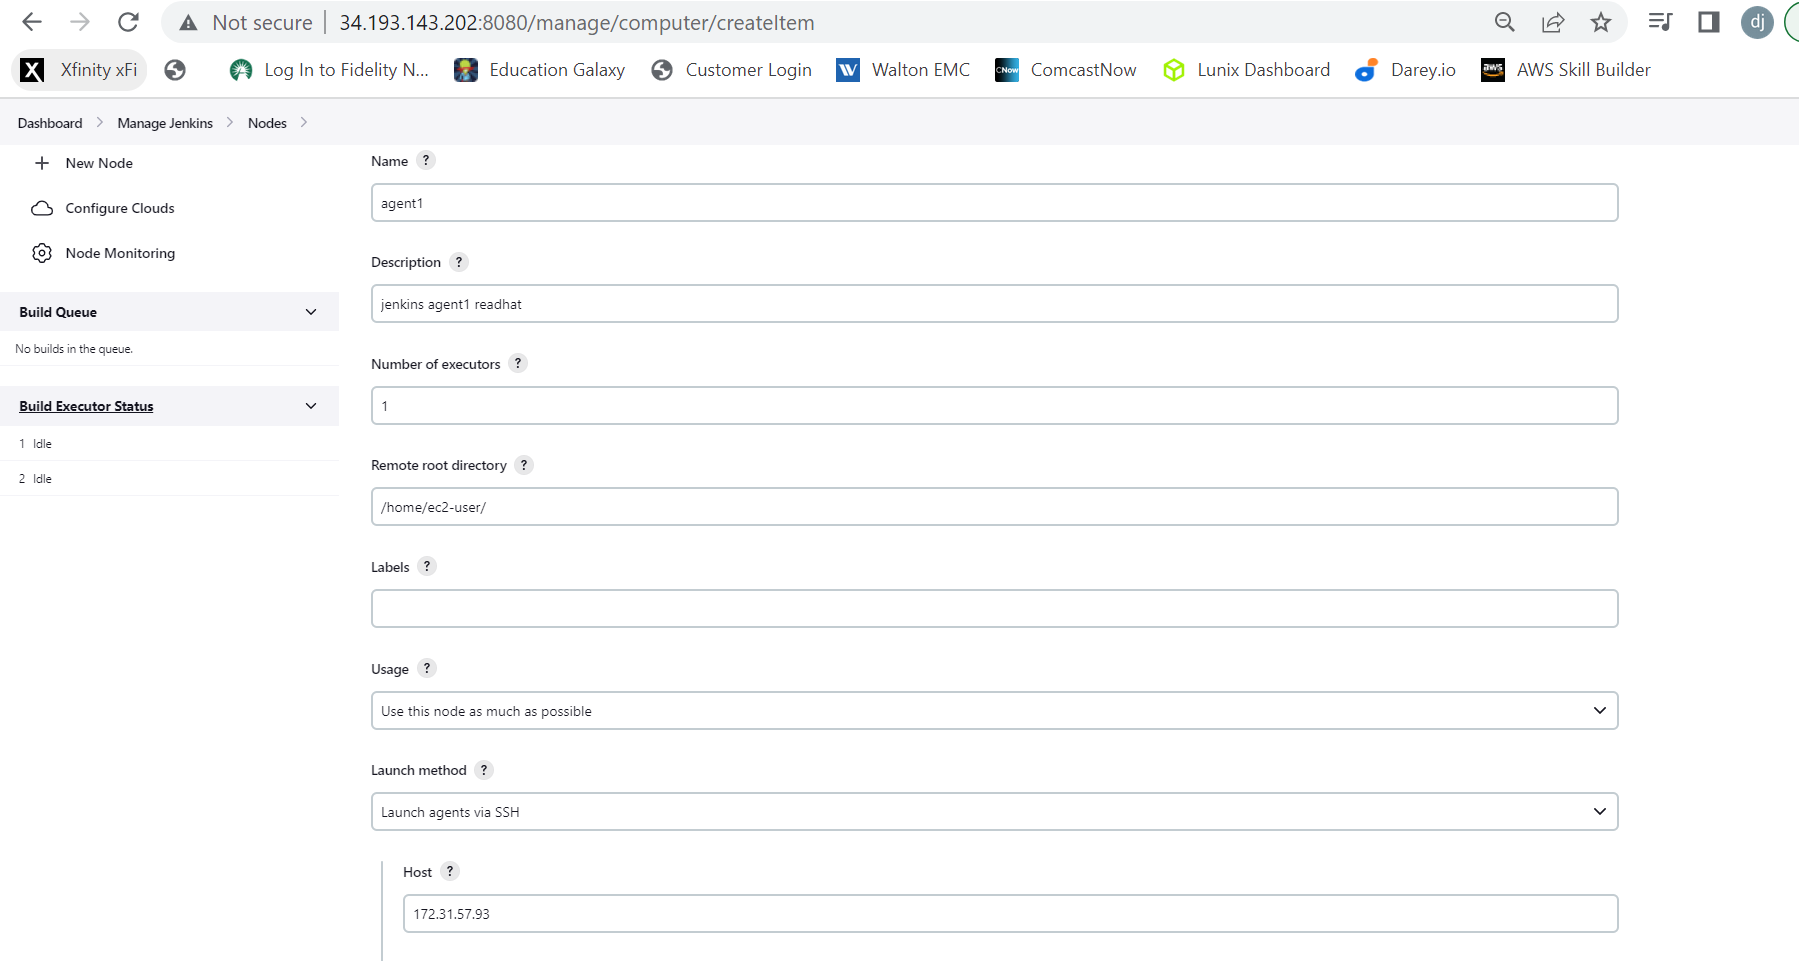 Not secure 34.193.143.202:8080/manage/computer/createItem dj
X Xfinity xFi Log In to Fidelity N... Education Galaxy Customer Login W Walton EMC CNow ComcastNow Lunix Dashboard Darey.io aws AWS Skill Builder
Dashboard Manage Jenkins Nodes
New Node
Configure Clouds
Node Monitoring
Build Queue
No builds in the queue.
Build Executor Status
1 Idle
2 Idle
Name ?
agent1
Description ?
jenkins agent1 readhat
Number of executors ?
1
Remote root directory ?
/home/ec2-user/
Labels ?
Usage ?
Use this node as much as possible
Launch method ?
Launch agents via SSH
Host ?
172.31.57.93